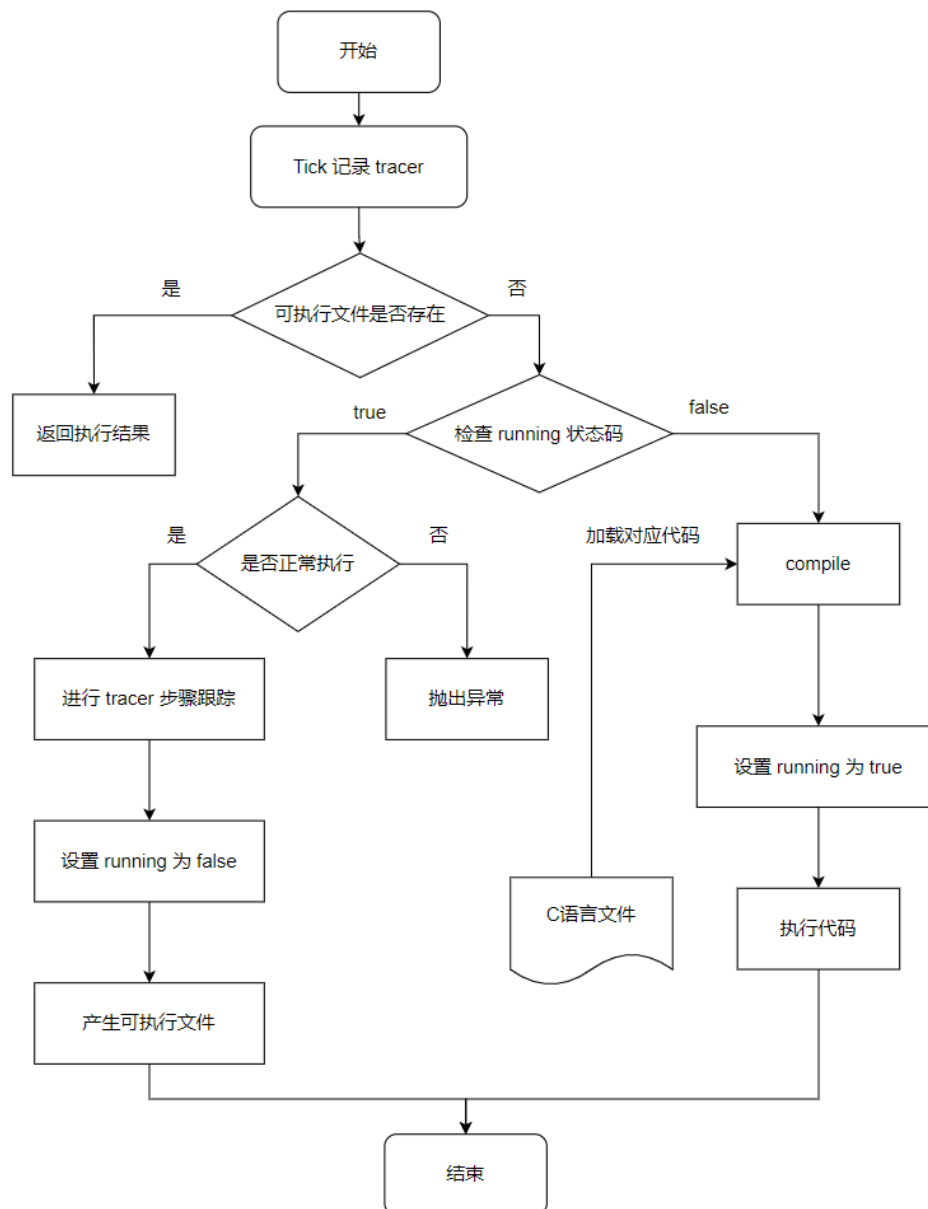 开始
Tick 记录 tracer
是
否
可执行文件是否存在
返回执行结果
true
false
检查 running 状态码
是
否
是否正常执行
加载对应代码
compile
进行 tracer 步骤跟踪
抛出异常
设置 running 为 true
设置 running 为 false
C语言文件
执行代码
产生可执行文件
结束